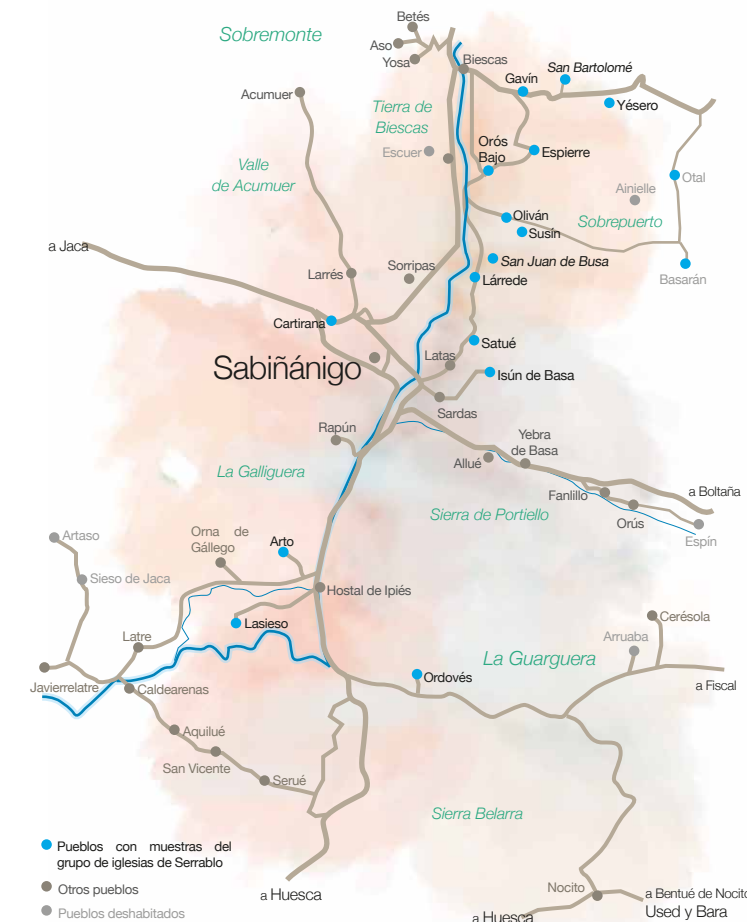 Betés
Sobremonte
Aso
Yosa
Biescas
San Bartolomé
Gavín
Acumuer
Yésero
Tierra de
Biescas
Orós
Bajo
Escuer
Espierre
Valle
de Acumuer
Otal
Ainielle
Oliván
Sobrepuerto
Susín
a Jaca
San Juan de Busa
Sorripas
Larrés
Lárrede
Basarán
Cartirana
Satué
Latas
Sabiñánigo
Isún de Basa
Sardas
Rapún
Yebra
de Basa
Allué
La Galliguera
a Boltaña
Fanlillo
Sierra de Portiello
Orús
Espín
Artaso
Orna de
Gállego
Arto
Sieso de Jaca
Hostal de Ipiés
Cerésola
Lasieso
Latre
Arruaba
La Guarguera
Ordovés
Javierrelatre
Caldearenas
a Fiscal
Aquilué
San Vicente
Serué
Sierra Belarra
Pueblos con muestras del
grupo de iglesias de Serrablo
Otros pueblos
Pueblos deshabitados
a Huesca
Nocito
a Bentué de Nocito
Used y Bara
a Huesca